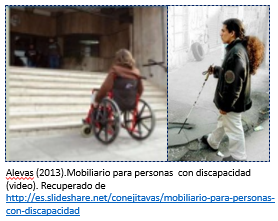 Alevas (2013).Mobiliario para personas  con discapacidad
(video). Recuperado de
http://es.slideshare.net/conejitavas/mobiliario-para-personas-
con-discapacidad